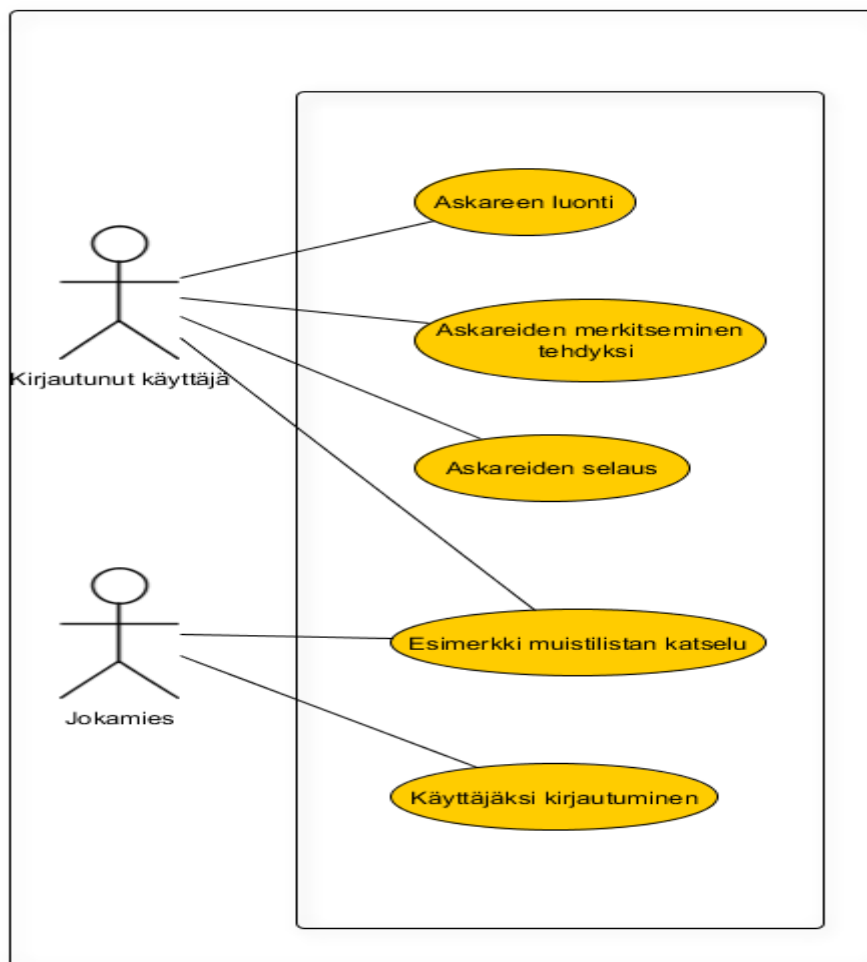 Askareen luonti
Kirjautunut käyttäjä
Askareiden merkitseminen
tehdyksi
Askareiden selaus
Esimerkki muistilistan katselu
Jokamies
Käyttäjäksi kirjautuminen